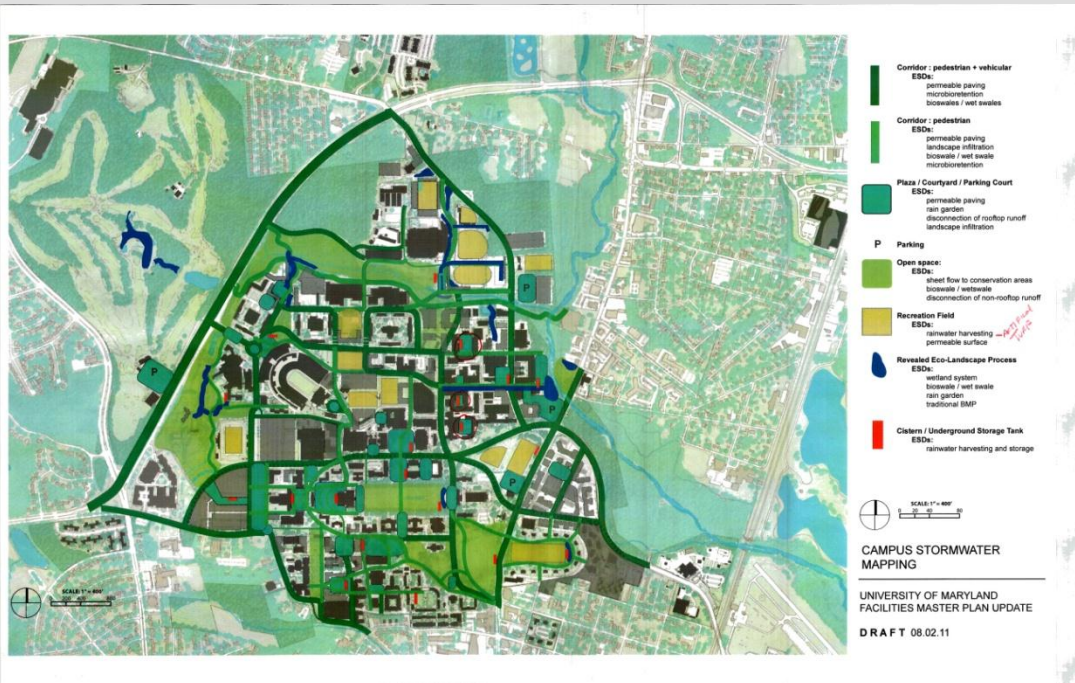 Corridor : pedestrian + vehicular
ESDs:
permeable paving
microbioretention
bioswales / wet swales
Corridor : pedestrian
ESDs:
permeable paving
landscape infiltration
bioswale / wet swale
microbioretention
Plaza / Courtyard / Parking Court
ESDs:
permeable paving
rain garden
disconnection of rooftop runoff
landscape infiltration
P Parking
Open space:
ESDs:
sheet flow to conservation areas
bioswale / wetswale
disconnection of non-rooftop runoff
Recreation Field
ESDs:
rainwater harvesting
permeable surface
Revealed Eco-Landscape Process
ESDs:
wetland system
bioswale / wet swale
rain garden
traditional BMP
Cistern / Underground Storage Tank
ESDs:
rainwater harvesting and storage
SCALE: 1" = 400'
CAMPUS STORMWATER
MAPPING
UNIVERSITY OF MARYLAND
FACILITIES MASTER PLAN UPDATE
DRAFT 08.02.11
P
P
P
P
SCALE: 1" = 400'